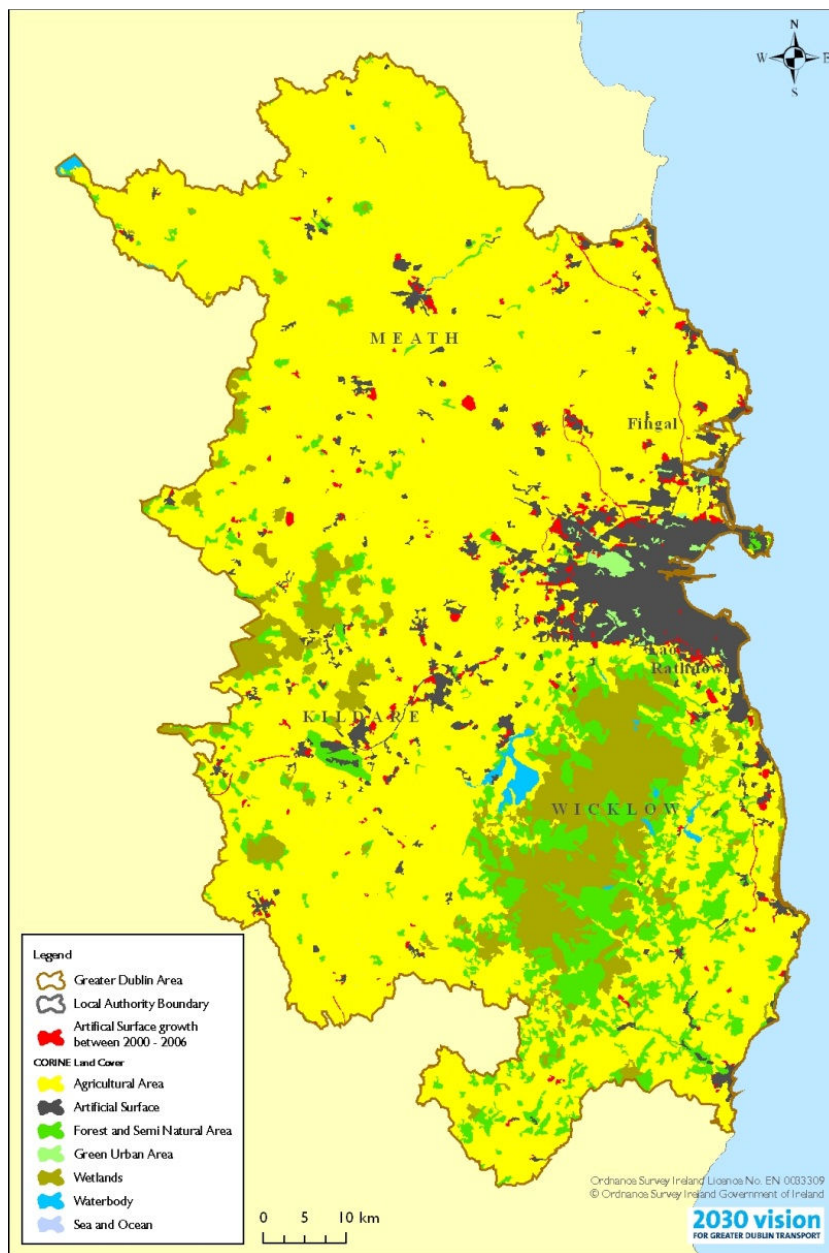 N
W E
S
MEATH
Fingal
Rathdown
KILDARE
WICKLOW
Legend
Greater Dublin Area
Local Authority Boundary
Artifical Surface growth
between 2000 - 2006
CORINE Land Cover
Agricultural Area
Artificial Surface
Forest and Semi Natural Area
Green Urban Area
Wetlands
Waterbody
Sea and Ocean
0 5 10 km
Ordnance Survey Ireland Licence No. EN 0033309
© Ordnance Survey Ireland Government of Ireland
2030 vision
FOR GREATER DUBLIN TRANSPORT